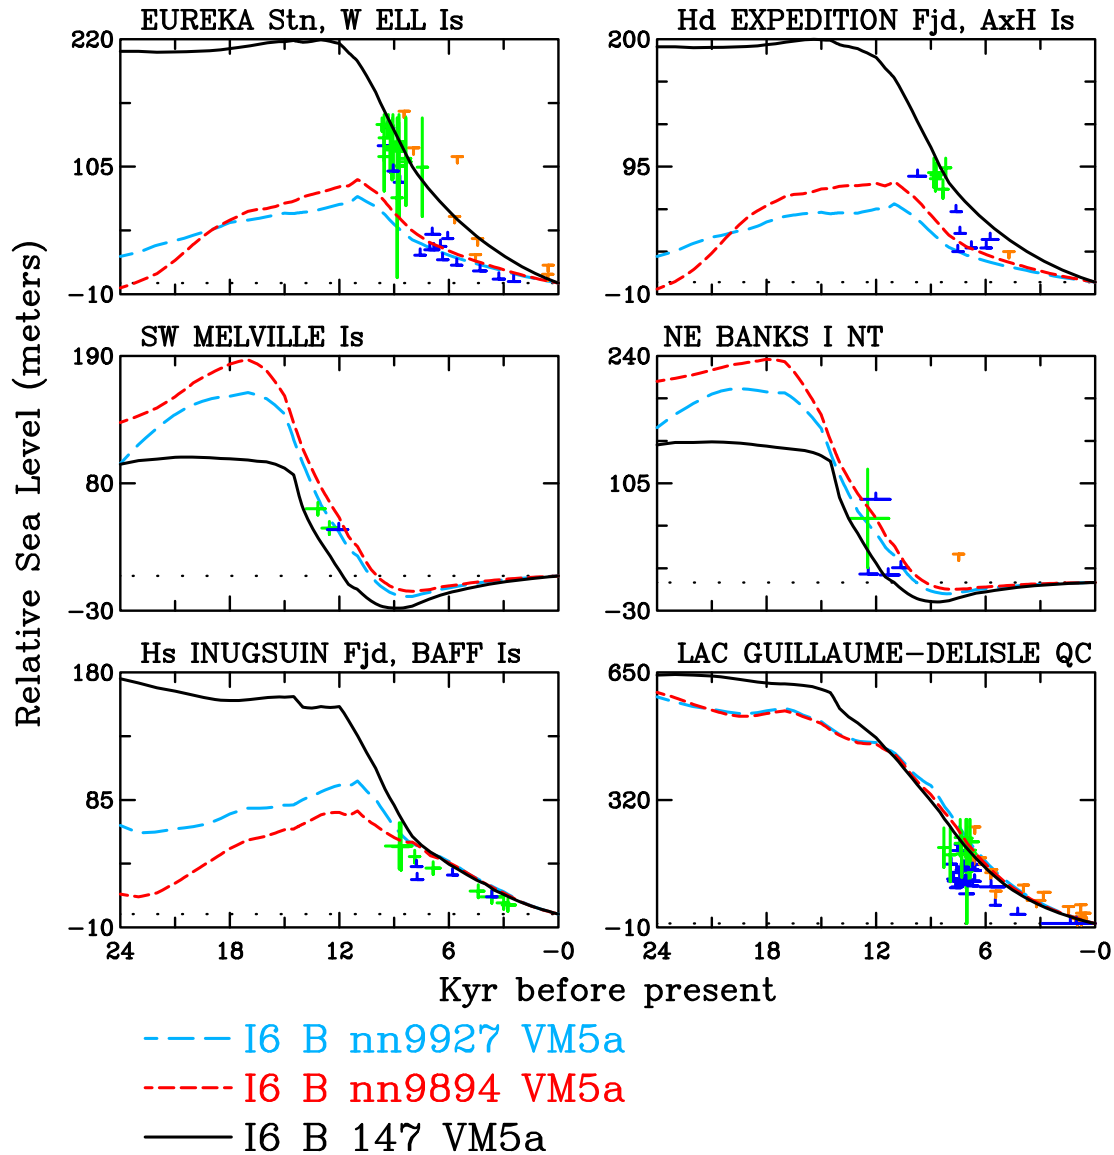 EUREKA Stn, W ELL Is
Hd EXPEDITION Fjd, AxH Is
220
105
−10
200
95
−10
SW MELVILLE Is
NE BANKS I NT
190
80
−30
240
105
−30
Hs INUGSUIN Fjd, BAFF Is
LAC GUILLAUME−DELISLE QC
180
85
−10
650
320
−10
24 18 12 6 −0
24 18 12 6 −0
Relative Sea Level (meters)
Kyr before present
I6 B nn9927 VM5a
I6 B nn9894 VM5a
I6 B 147 VM5a